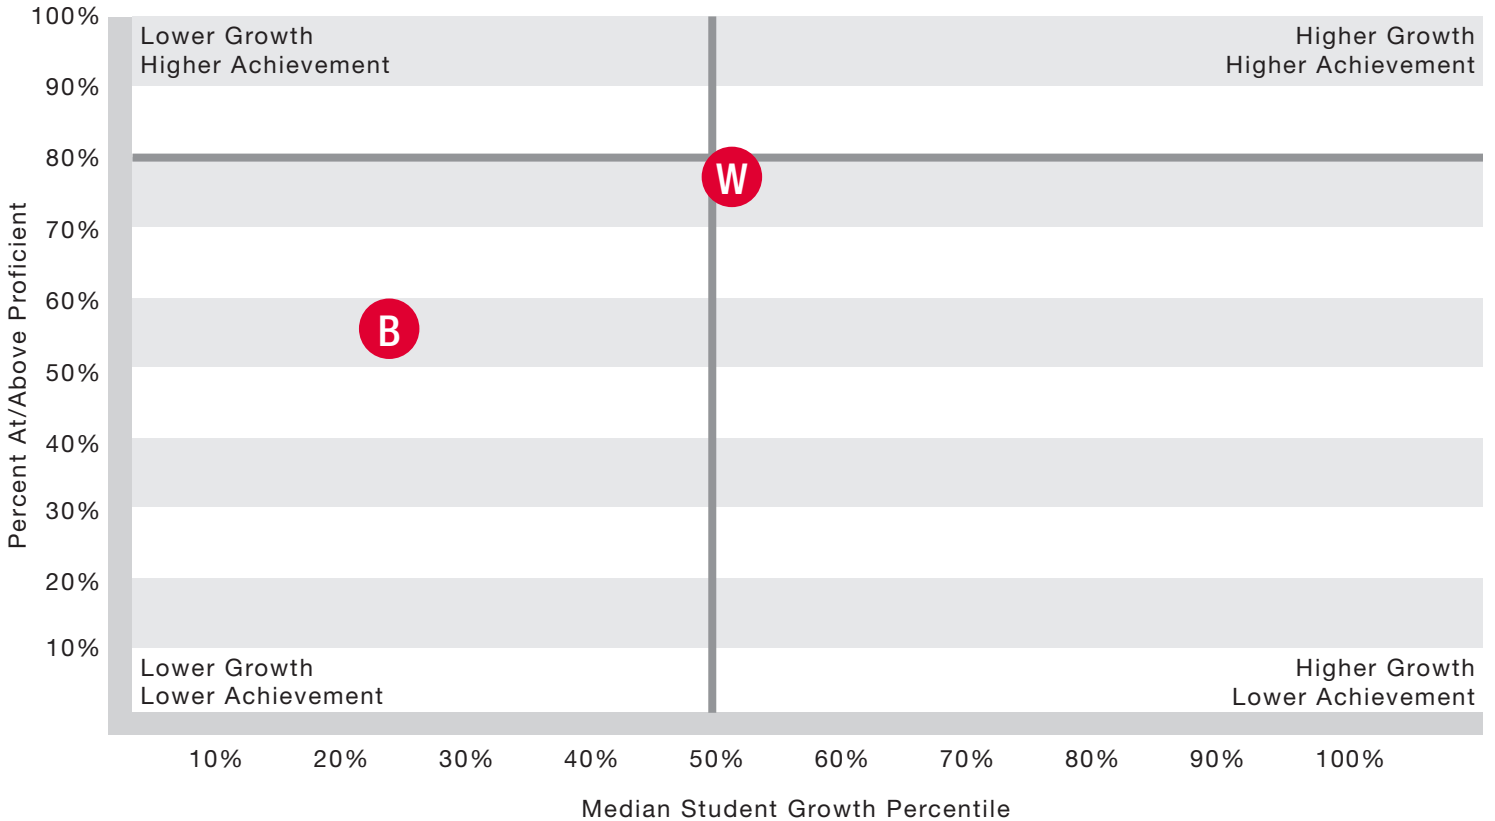 100%
Lower Growth
Higher Achievement
Higher Growth
Higher Achievement
90%
80%
W
70%
60%
B
50%
40%
30%
20%
10%
Percent At/Above Proficient
Lower Growth
Lower Achievement
Higher Growth
Lower Achievement
10% 20% 30% 40% 50% 60% 70% 80% 90% 100%
Median Student Growth Percentile